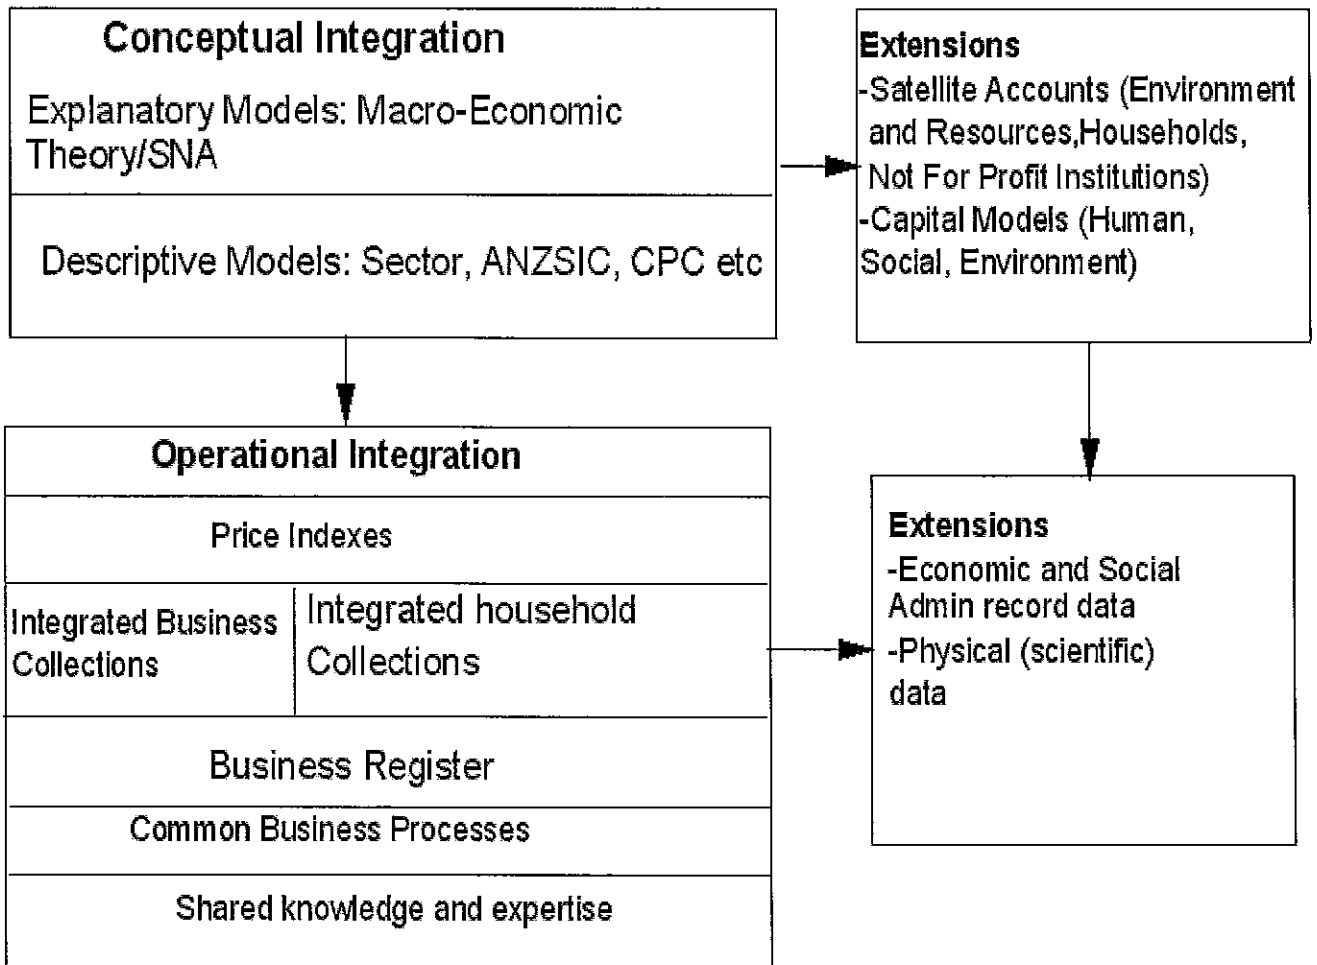 Conceptual Integration
Explanatory Models: Macro-Economic
Theory/SNA
Descriptive Models: Sector, ANZSIC, CPC etc
Extensions
-Satellite Accounts (Environment
and Resources,Households,
Not For Profit Institutions)
-Capital Models (Human,
Social, Environment)
Operational Integration
Price Indexes
Integrated Business
Collections
Integrated household
Collections
Business Register
Common Business Processes
Shared knowledge and expertise
Extensions
-Economic and Social
Admin record data
-Physical (scientific)
data